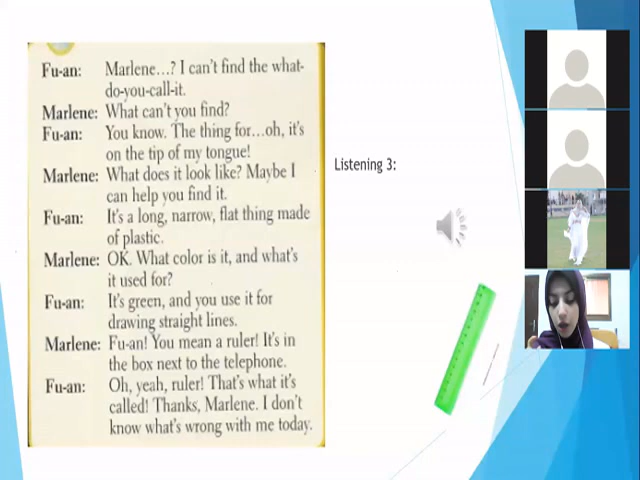 Fu-an: Marlene...? I can't find the what-
do-you-call-it.
Marlene: What can't you find?
Fu-an: You know. The thing for...oh, it's
on the tip of my tongue!
Marlene: What does it look like? Maybe I
can help you find it.
Fu-an: It's a long, narrow, flat thing made
of plastic.
Marlene: OK. What color is it, and what's
it used for?
Fu-an: It's green, and you use it for
drawing straight lines.
Marlene: Fu-an! You mean a ruler! It's in
the box next to the telephone.
Fu-an: Oh, yeah, ruler! That's what it's
called! Thanks, Marlene. I don't
know what's wrong with me today.
Listening 3: